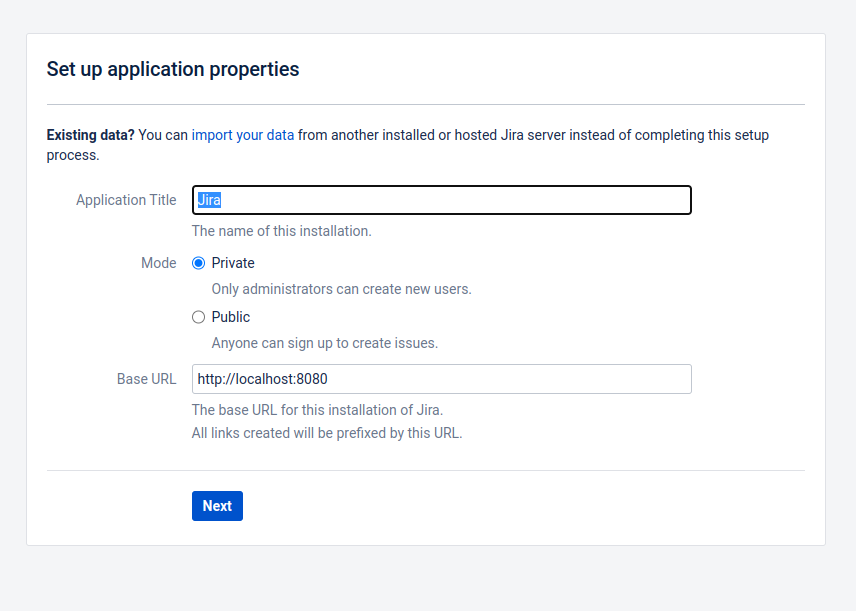 Set up application properties
Existing data? You can import your data from another installed or hosted Jira server instead of completing this setup
process.
Application Title Jira
The name of this installation.
Mode Private
Only administrators can create new users.
Public
Anyone can sign up to create issues.
Base URL http://localhost:8080
The base URL for this installation of Jira.
All links created will be prefixed by this URL.
Next